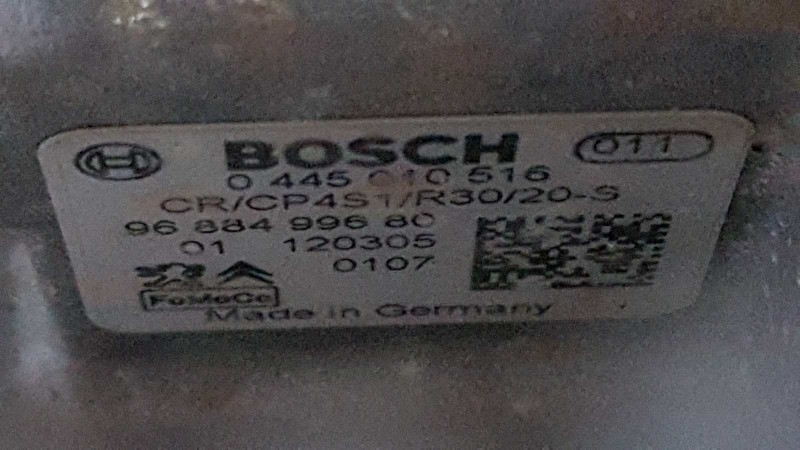 BOSCH 011
0 445 010 516
CR/CP4S1/R30/20-S
96 884 996 80
01 120305
0107
FoMoCo
Made in Germany